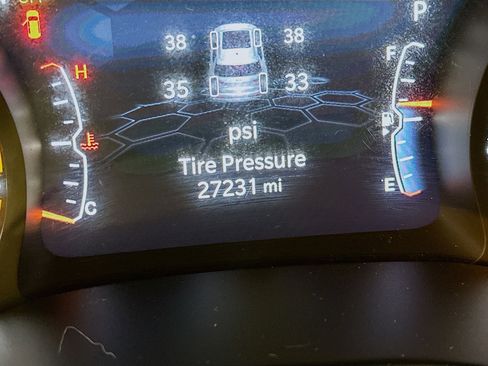 P
38 38
H F
35 33
psi
Tire Pressure
27231 mi
C E